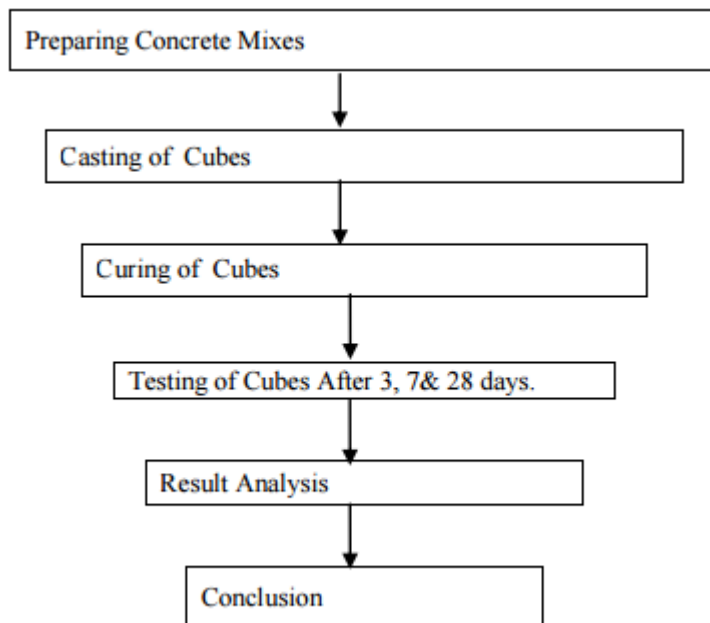 Preparing Concrete Mixes
Casting of Cubes
Curing of Cubes
Testing of Cubes After 3, 7& 28 days.
Result Analysis
Conclusion